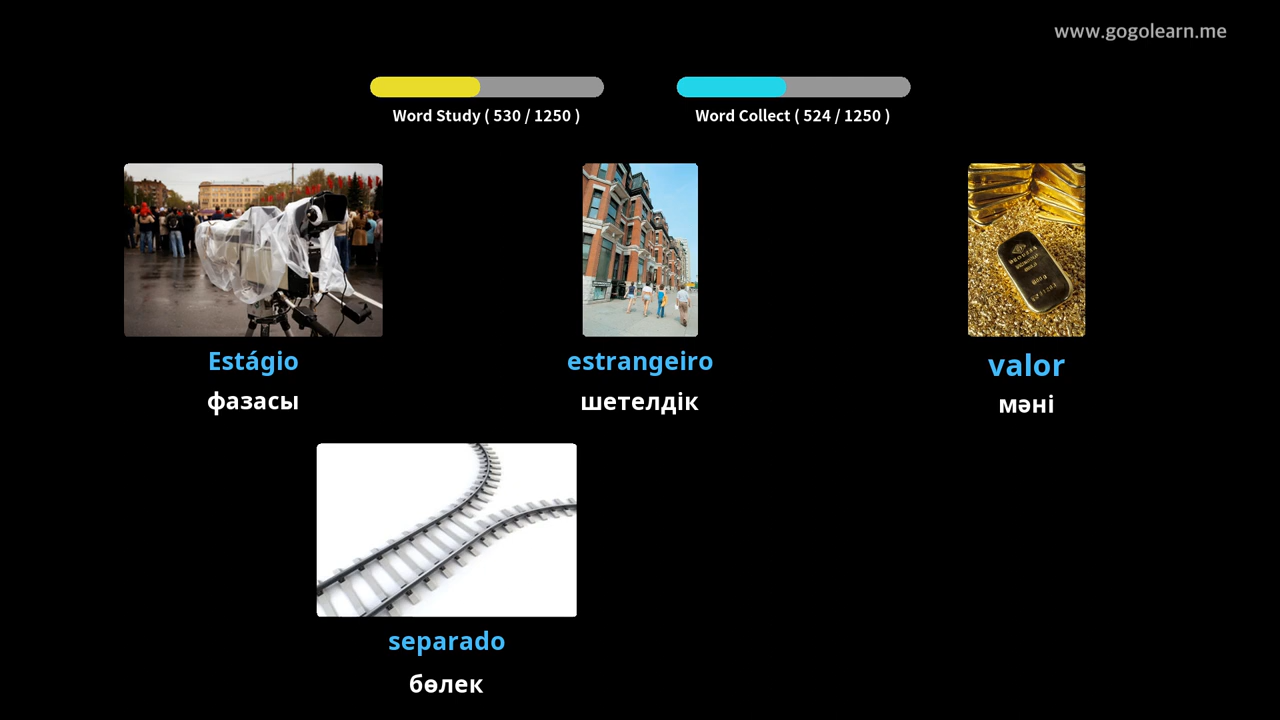 www.gogolearn.me
Word Study ( 530 / 1250 )
Word Collect ( 524 / 1250 )
Estágio
estrangeiro
valor
фазасы
шетелдік
мәні
separado
бөлек